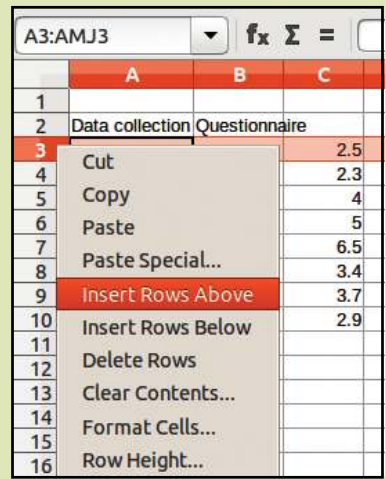 A3:AMJ3 fx Σ =
A B C
1
2 Data collection Questionnaire
3 2.5
4 2.3
5 4
6 5
7 6.5
8 3.4
9 3.7
10 2.9
11
12
13
14
15
16
Cut
Copy
Paste
Paste Special...
Insert Rows Above
Insert Rows Below
Delete Rows
Clear Contents...
Format Cells...
Row Height...